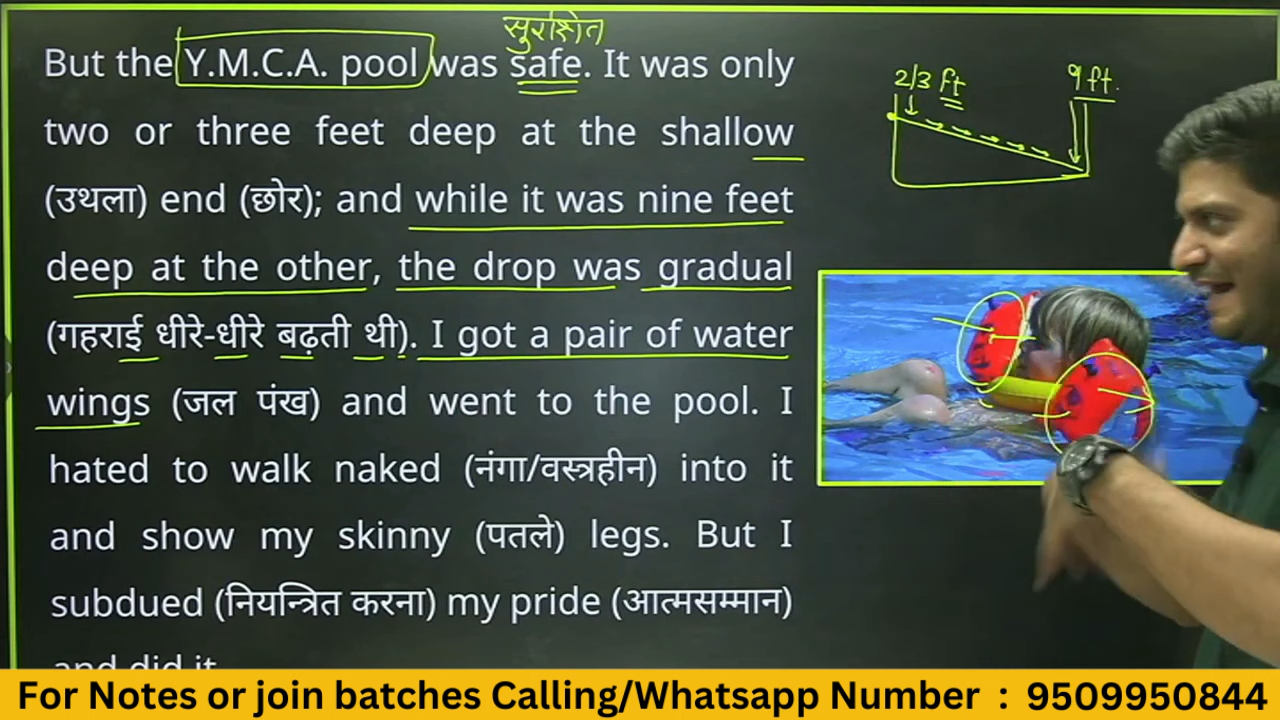 सुरक्षित
But the Y.M.C.A. pool was safe. It was only
two or three feet deep at the shallow
(उथला) end (छोर); and while it was nine feet
deep at the other, the drop was gradual
(गहराई धीरे-धीरे बढ़ती थी). I got a pair of water
wings (जल पंख) and went to the pool. I
hated to walk naked (नंगा/वस्त्रहीन) into it
and show my skinny (पतले) legs. But I
subdued (नियन्त्रित करना) my pride (आत्मसम्मान)
and did it
2/3 ft
9 ft.
For Notes or join batches Calling/Whatsapp Number : 9509950844